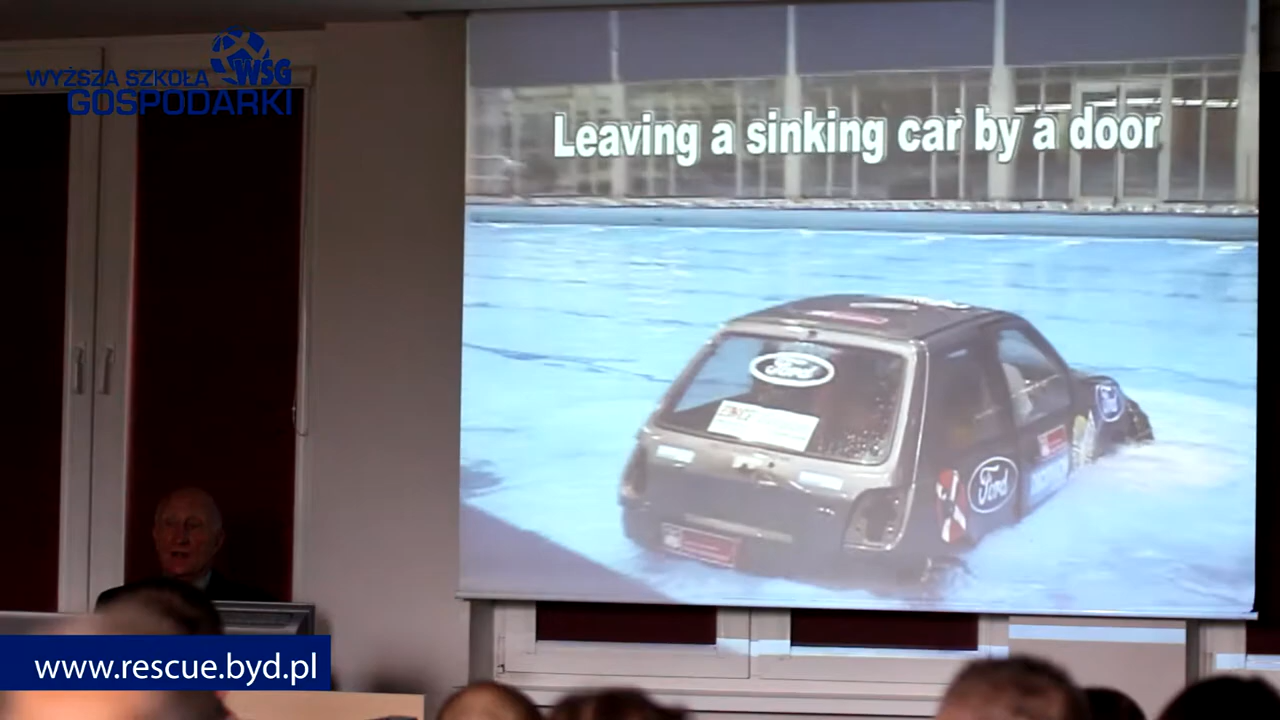 WYŻSZA SZKOŁA WSG
GOSPODARKI
Leaving a sinking car by a door
Ford
Ford
Ford
www.rescue.byd.pl